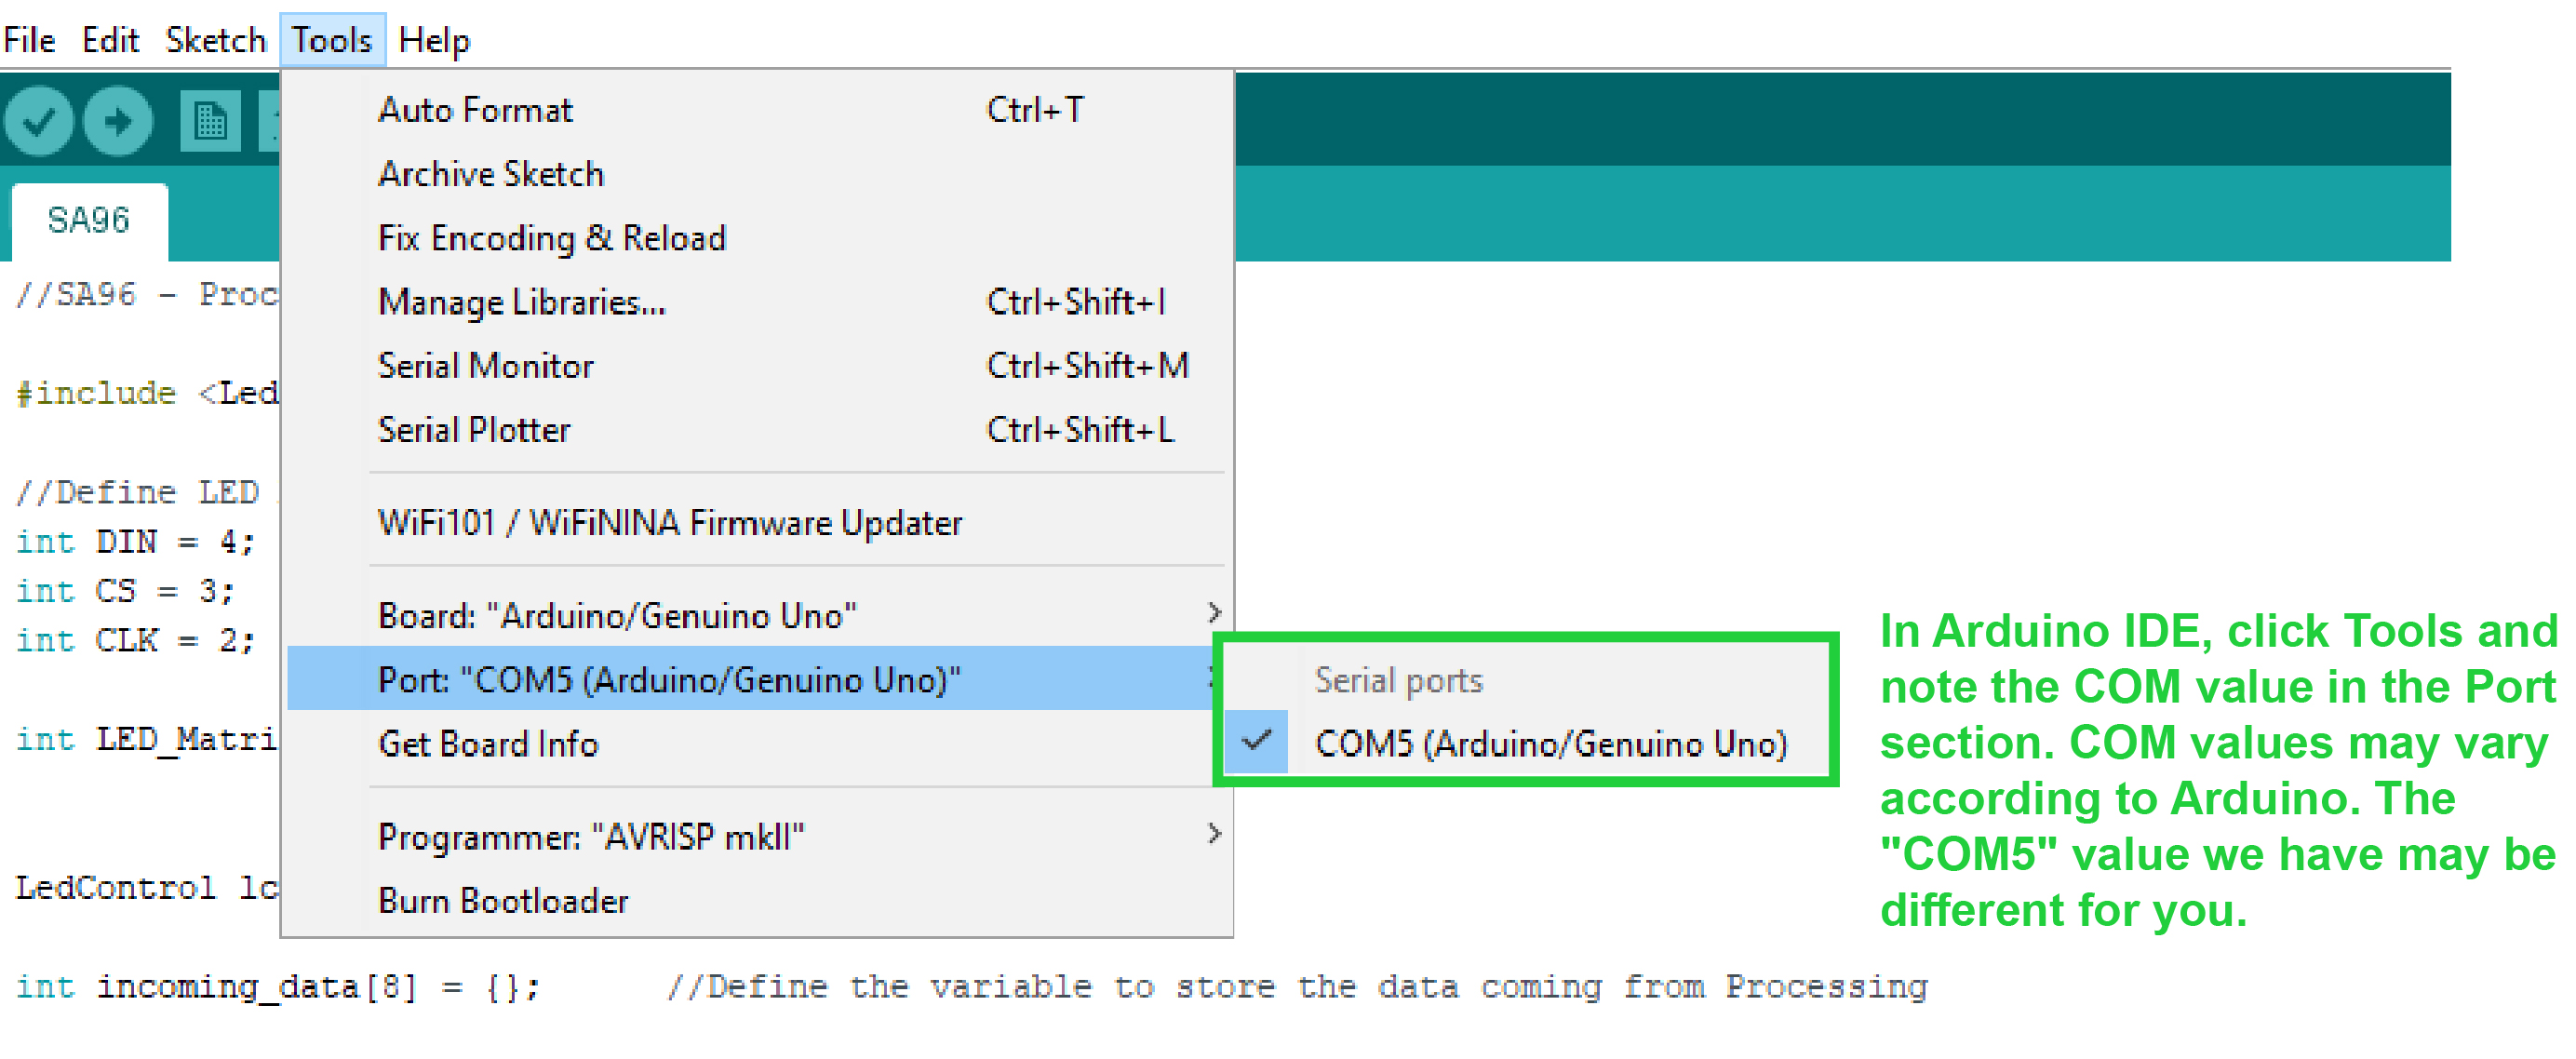 File Edit Sketch Tools Help
SA96
Auto Format Ctrl+T
Archive Sketch
Fix Encoding & Reload
Manage Libraries... Ctrl+Shift+I
Serial Monitor Ctrl+Shift+M
Serial Plotter Ctrl+Shift+L
WiFi101 / WiFiNINA Firmware Updater
Board: "Arduino/Genuino Uno"
Port: "COM5 (Arduino/Genuino Uno)"
Get Board Info
Programmer: "AVRISP mkII"
Burn Bootloader
Serial ports
COM5 (Arduino/Genuino Uno)
In Arduino IDE, click Tools and
note the COM value in the Port
section. COM values may vary
according to Arduino. The
"COM5" value we have may be
different for you.
//SA96 - Proc
#include <Led
//Define LED
int DIN = 4;
int CS = 3;
int CLK = 2;
int LED_Matri
LedControl lc
int incoming_data[8] = {}; //Define the variable to store the data coming from Processing